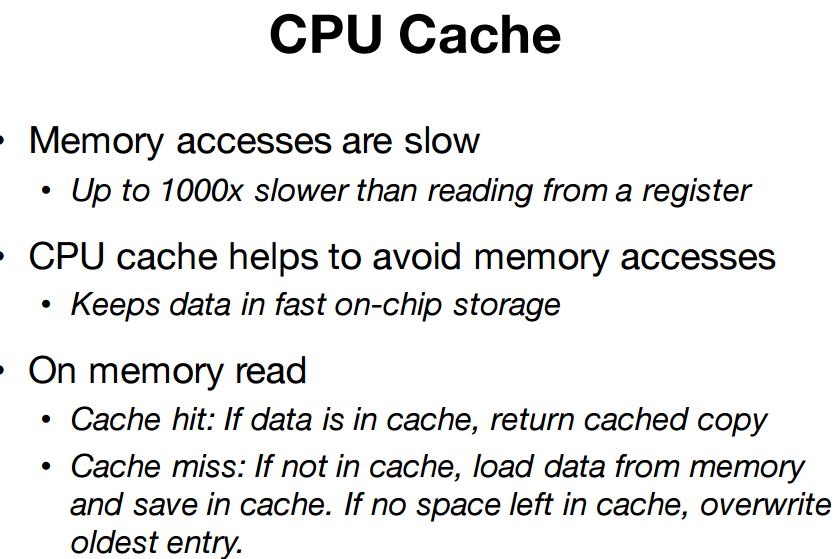 CPU Cache
• Memory accesses are slow
• Up to 1000x slower than reading from a register
• CPU cache helps to avoid memory accesses
• Keeps data in fast on-chip storage
• On memory read
• Cache hit: If data is in cache, return cached copy
• Cache miss: If not in cache, load data from memory
and save in cache. If no space left in cache, overwrite
oldest entry.